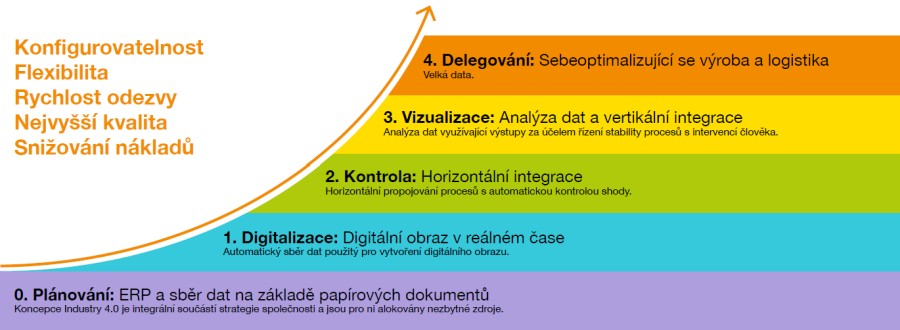 Konfigurovatelnost
Flexibilita
Rychlost odezvy
Nejvyšší kvalita
Snižování nákladů
4. Delegování: Sebeoptimalizující se výroba a logistika
Velká data.
3. Vizualizace: Analýza dat a vertikální integrace
Analýza dat využívající výstupy za účelem řízení stability procesů s intervencí člověka.
2. Kontrola: Horizontální integrace
Horizontální propojování procesů s automatickou kontrolou shody.
1. Digitalizace: Digitální obraz v reálném čase
Automatický sběr dat použitý pro vytvoření digitálního obrazu.
0. Plánování: ERP a sběr dat na základě papírových dokumentů
Koncepce Industry 4.0 je integrální součástí strategie společnosti a jsou pro ni alokovány nezbytné zdroje.